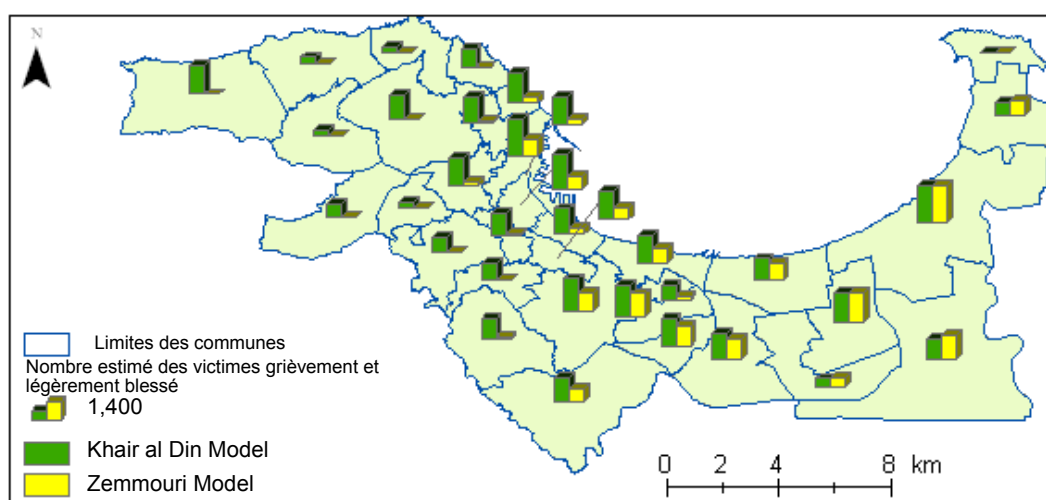 N
Limites des communes
Nombre estimé des victimes grièvement et
légèrement blessé
1,400
Khair al Din Model
Zemmouri Model
0 2 4 8 km